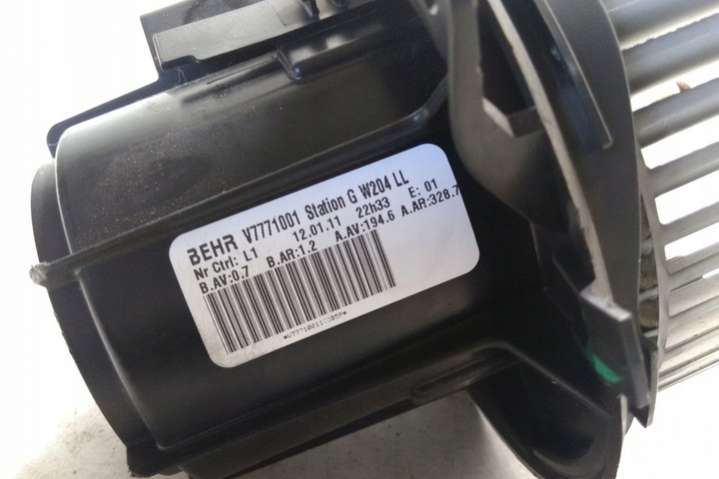 BEHR V7771001 Station G W204 LL
Nr Ctrl: L1 12.01.11 22h33 E: 01
B.AV:0.7 B.AR:1.2 A.AV:194.6 A.AR:328.7